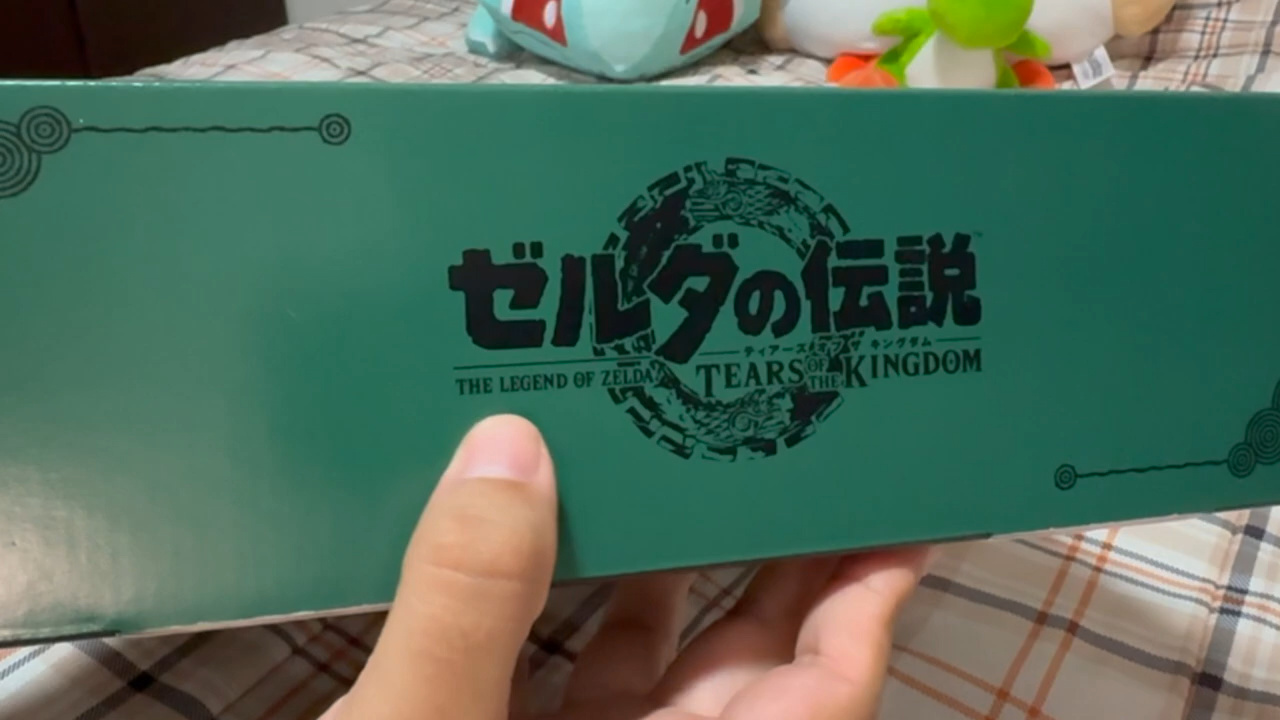 ゼルダの伝説
ティアーズ オブ ザ キングダム
THE LEGEND OF ZELDA TEARS OF THE KINGDOM